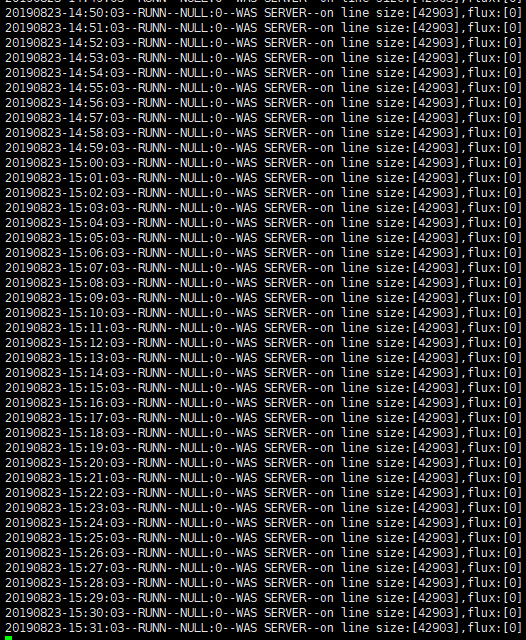 20190823-14:50:03--RUNN--NULL:0--WAS SERVER--on line size:[42903],flux:[0]
20190823-14:51:03--RUNN--NULL:0--WAS SERVER--on line size:[42903],flux:[0]
20190823-14:52:03--RUNN--NULL:0--WAS SERVER--on line size:[42903],flux:[0]
20190823-14:53:03--RUNN--NULL:0--WAS SERVER--on line size:[42903],flux:[0]
20190823-14:54:03--RUNN--NULL:0--WAS SERVER--on line size:[42903],flux:[0]
20190823-14:55:03--RUNN--NULL:0--WAS SERVER--on line size:[42903],flux:[0]
20190823-14:56:03--RUNN--NULL:0--WAS SERVER--on line size:[42903],flux:[0]
20190823-14:57:03--RUNN--NULL:0--WAS SERVER--on line size:[42903],flux:[0]
20190823-14:58:03--RUNN--NULL:0--WAS SERVER--on line size:[42903],flux:[0]
20190823-14:59:03--RUNN--NULL:0--WAS SERVER--on line size:[42903],flux:[0]
20190823-15:00:03--RUNN--NULL:0--WAS SERVER--on line size:[42903],flux:[0]
20190823-15:01:03--RUNN--NULL:0--WAS SERVER--on line size:[42903],flux:[0]
20190823-15:02:03--RUNN--NULL:0--WAS SERVER--on line size:[42903],flux:[0]
20190823-15:03:03--RUNN--NULL:0--WAS SERVER--on line size:[42903],flux:[0]
20190823-15:04:03--RUNN--NULL:0--WAS SERVER--on line size:[42903],flux:[0]
20190823-15:05:03--RUNN--NULL:0--WAS SERVER--on line size:[42903],flux:[0]
20190823-15:06:03--RUNN--NULL:0--WAS SERVER--on line size:[42903],flux:[0]
20190823-15:07:03--RUNN--NULL:0--WAS SERVER--on line size:[42903],flux:[0]
20190823-15:08:03--RUNN--NULL:0--WAS SERVER--on line size:[42903],flux:[0]
20190823-15:09:03--RUNN--NULL:0--WAS SERVER--on line size:[42903],flux:[0]
20190823-15:10:03--RUNN--NULL:0--WAS SERVER--on line size:[42903],flux:[0]
20190823-15:11:03--RUNN--NULL:0--WAS SERVER--on line size:[42903],flux:[0]
20190823-15:12:03--RUNN--NULL:0--WAS SERVER--on line size:[42903],flux:[0]
20190823-15:13:03--RUNN--NULL:0--WAS SERVER--on line size:[42903],flux:[0]
20190823-15:14:03--RUNN--NULL:0--WAS SERVER--on line size:[42903],flux:[0]
20190823-15:15:03--RUNN--NULL:0--WAS SERVER--on line size:[42903],flux:[0]
20190823-15:16:03--RUNN--NULL:0--WAS SERVER--on line size:[42903],flux:[0]
20190823-15:17:03--RUNN--NULL:0--WAS SERVER--on line size:[42903],flux:[0]
20190823-15:18:03--RUNN--NULL:0--WAS SERVER--on line size:[42903],flux:[0]
20190823-15:19:03--RUNN--NULL:0--WAS SERVER--on line size:[42903],flux:[0]
20190823-15:20:03--RUNN--NULL:0--WAS SERVER--on line size:[42903],flux:[0]
20190823-15:21:03--RUNN--NULL:0--WAS SERVER--on line size:[42903],flux:[0]
20190823-15:22:03--RUNN--NULL:0--WAS SERVER--on line size:[42903],flux:[0]
20190823-15:23:03--RUNN--NULL:0--WAS SERVER--on line size:[42903],flux:[0]
20190823-15:24:03--RUNN--NULL:0--WAS SERVER--on line size:[42903],flux:[0]
20190823-15:25:03--RUNN--NULL:0--WAS SERVER--on line size:[42903],flux:[0]
20190823-15:26:03--RUNN--NULL:0--WAS SERVER--on line size:[42903],flux:[0]
20190823-15:27:03--RUNN--NULL:0--WAS SERVER--on line size:[42903],flux:[0]
20190823-15:28:03--RUNN--NULL:0--WAS SERVER--on line size:[42903],flux:[0]
20190823-15:29:03--RUNN--NULL:0--WAS SERVER--on line size:[42903],flux:[0]
20190823-15:30:03--RUNN--NULL:0--WAS SERVER--on line size:[42903],flux:[0]
20190823-15:31:03--RUNN--NULL:0--WAS SERVER--on line size:[42903],flux:[0]